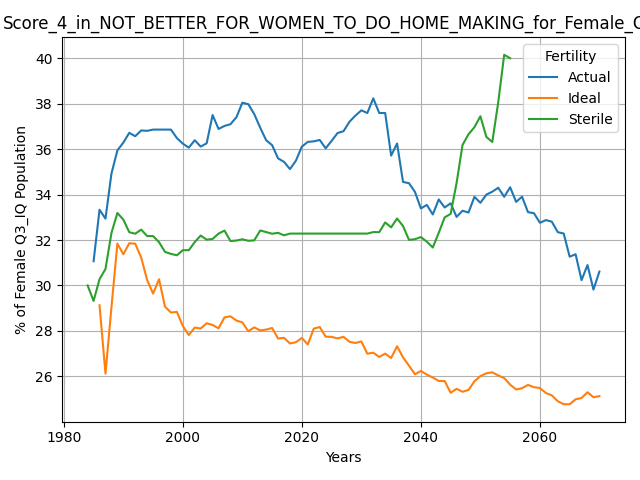 Score_4_in_NOT_BETTER_FOR_WOMEN_TO_DO_HOME_MAKING_for_Female_
Fertility
Actual
Ideal
Sterile
% of Female Q3_IQ Population
40
38
36
34
32
30
28
26
1980
2000
2020
2040
2060
Years